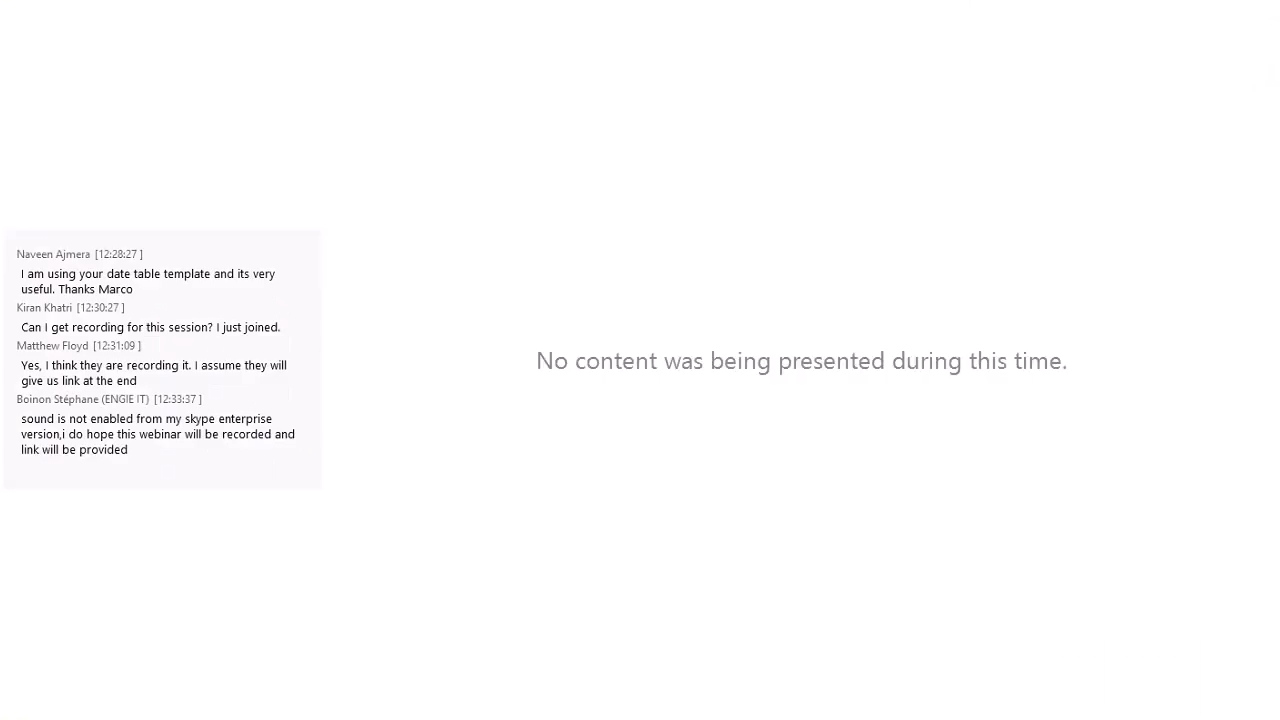 Naveen Ajmera [12:28:27 ]
I am using your date table template and its very
useful. Thanks Marco
Kiran Khatri [12:30:27 ]
Can I get recording for this session? I just joined.
Matthew Floyd [12:31:09 ]
Yes, I think they are recording it. I assume they will
give us link at the end
Boinon Stéphane (ENGIE IT) [12:33:37 ]
sound is not enabled from my skype enterprise
version,i do hope this webinar will be recorded and
link will be provided
No content was being presented during this time.